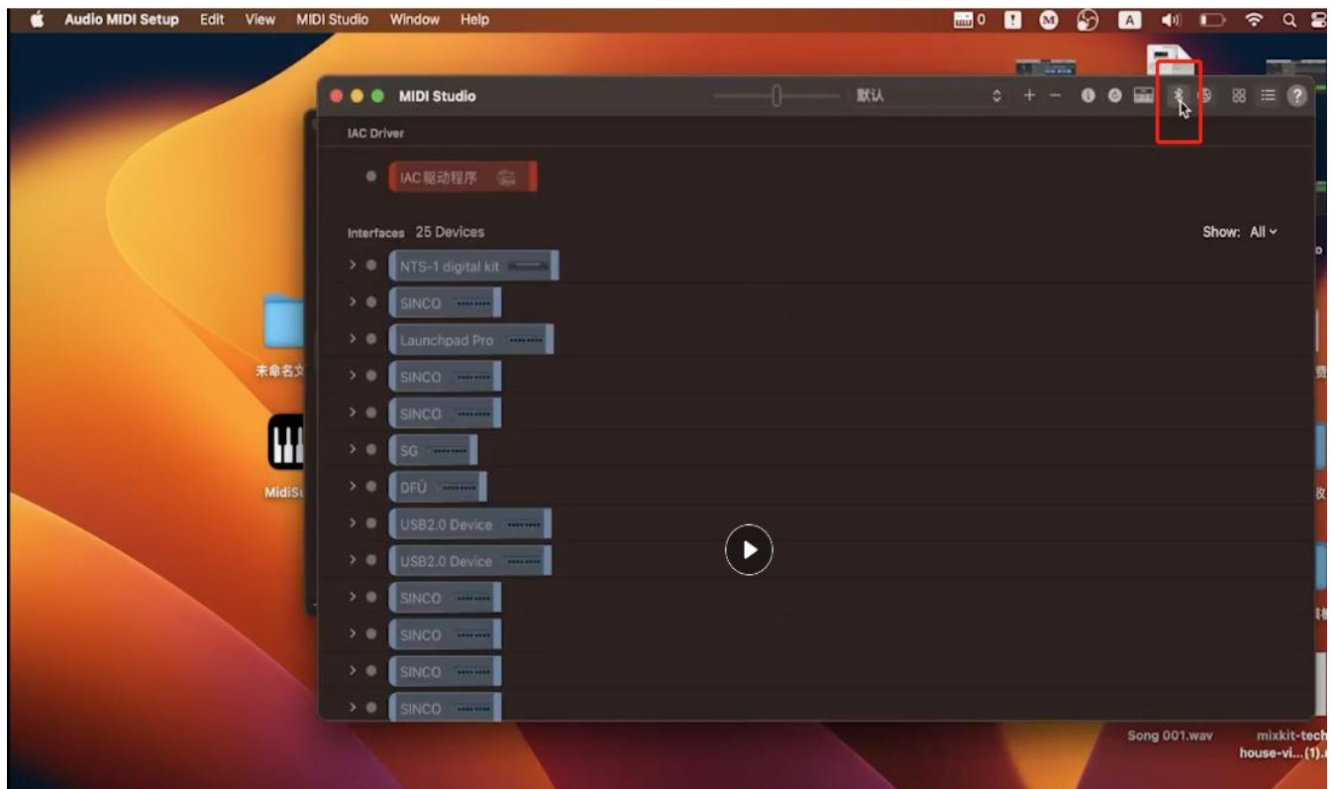 Audio MIDI Setup Edit View MIDI Studio Window Help 0 A
MIDI Studio 默认
IAC Driver
IAC驱动程序
Interfaces 25 Devices Show: All
NTS-1 digital kit
SINCO
Launchpad Pro
SINCO
未命名文
SINCO
SG
DFU
MidiSu
USB2.0 Device
USB2.0 Device
SINCO
SINCO
SINCO
SINCO
Song 001.wav
mixkit-tech
house-vi...(1).